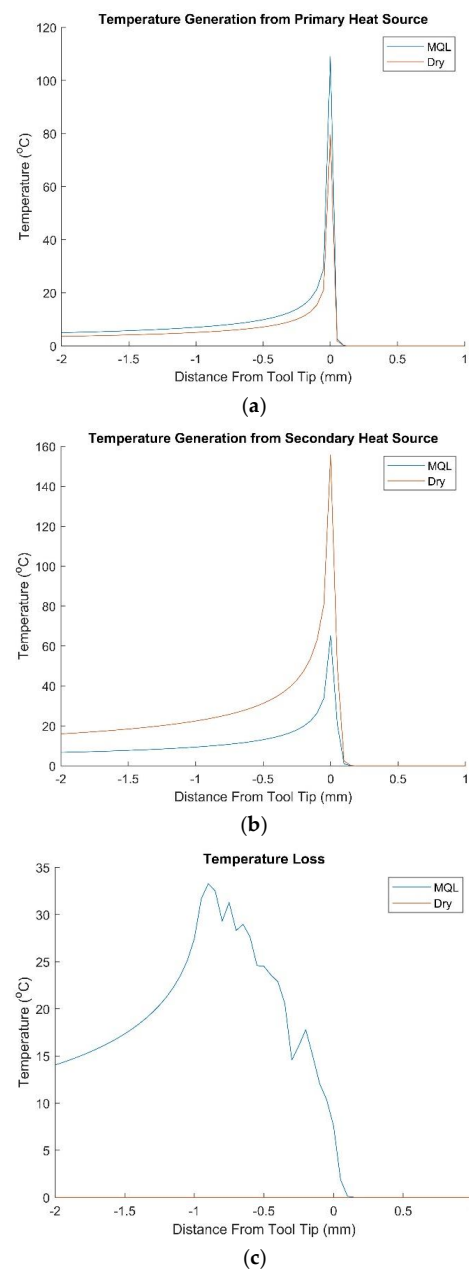 Temperature Generation from Primary Heat Source
120
100
80
60
40
20
0
Temperature (°C)
MQL
Dry
-2 -1.5 -1 -0.5 0 0.5 1
Distance From Tool Tip (mm)
(a)
Temperature Generation from Secondary Heat Source
160
140
120
100
80
60
40
20
0
Temperature (°C)
MQL
Dry
-2 -1.5 -1 -0.5 0 0.5 1
Distance From Tool Tip (mm)
(b)
Temperature Loss
35
30
25
20
15
10
5
0
Temperature (°C)
MQL
Dry
-2 -1.5 -1 -0.5 0 0.5
Distance From Tool Tip (mm)
(c)